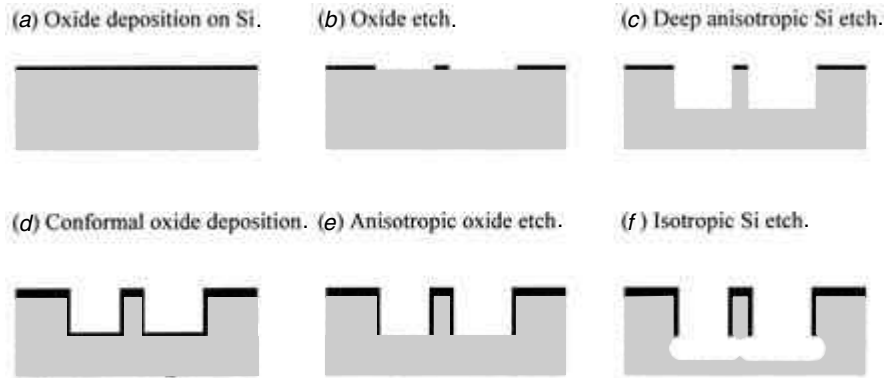 (a) Oxide deposition on Si.
(b) Oxide etch.
(c) Deep anisotropic Si etch.
(d) Conformal oxide deposition.
(e) Anisotropic oxide etch.
(f) Isotropic Si etch.